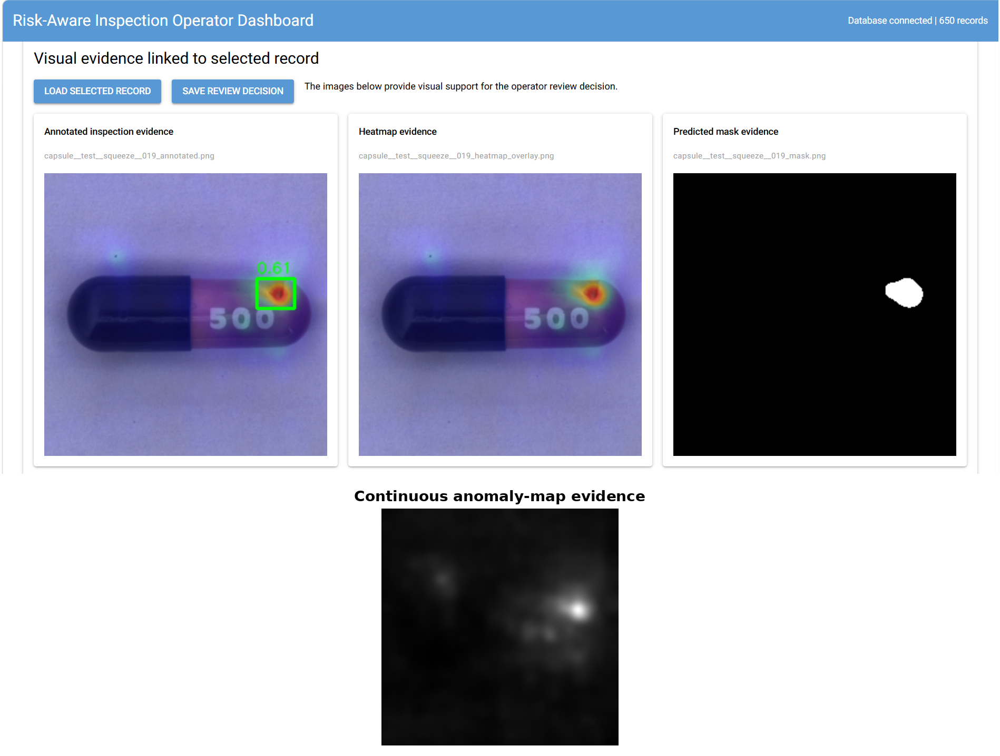 Risk-Aware Inspection Operator Dashboard
Database connected | 650 records
Visual evidence linked to selected record
LOAD SELECTED RECORD
SAVE REVIEW DECISION
The images below provide visual support for the operator review decision.
Annotated inspection evidence
capsule__test__squeeze__019_annotated.png
0.61
500
Heatmap evidence
capsule__test__squeeze__019_heatmap_overlay.png
500
Predicted mask evidence
capsule__test__squeeze__019_mask.png
Continuous anomaly-map evidence